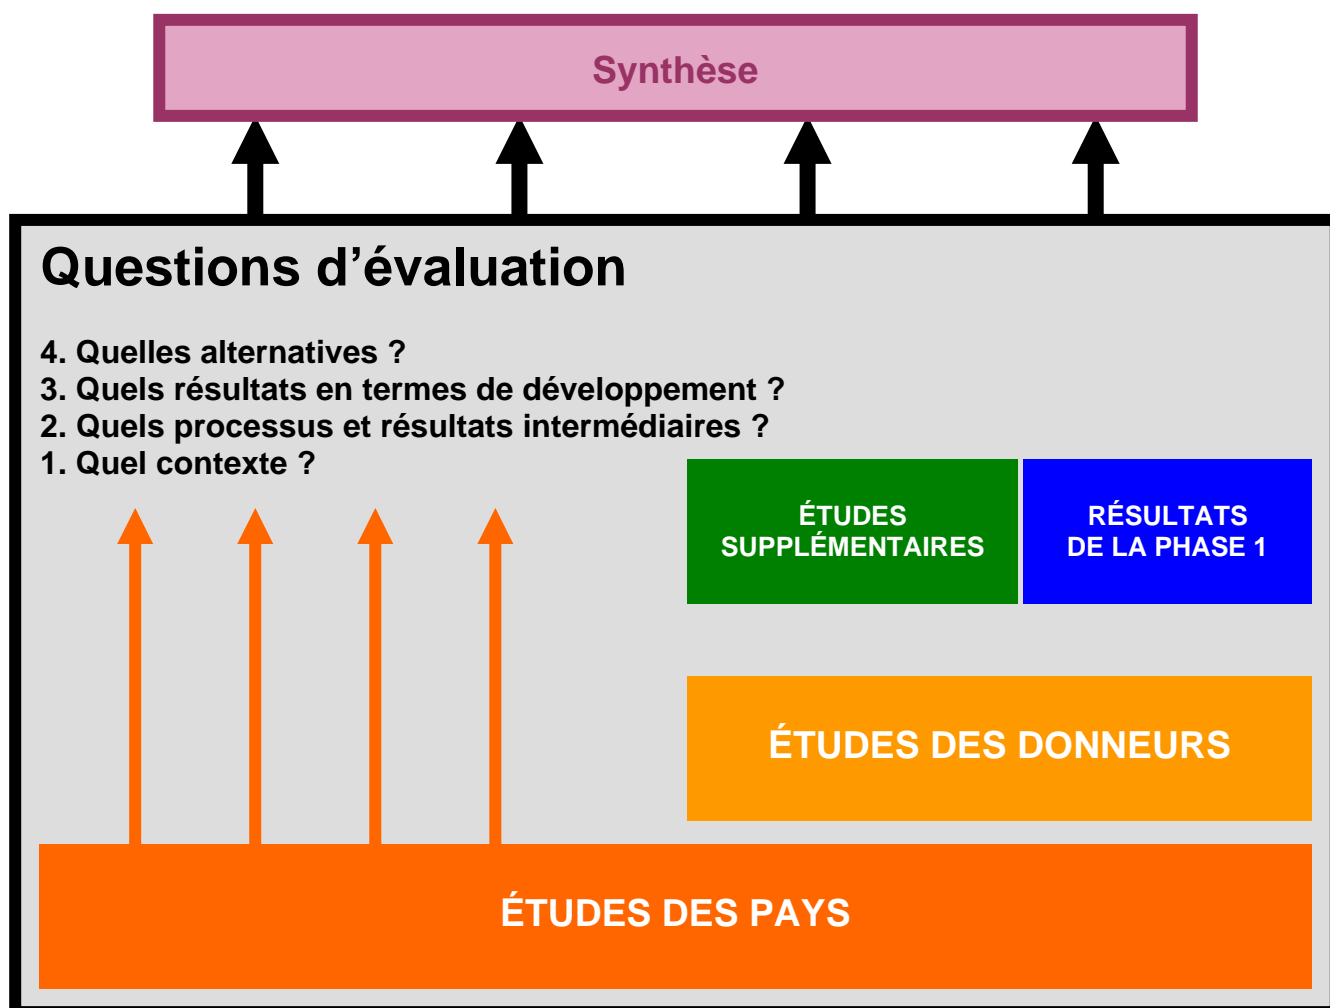 Synthèse
Questions d’évaluation
4. Quelles alternatives ?
3. Quels résultats en termes de développement ?
2. Quels processus et résultats intermédiaires ?
1. Quel contexte ?
ÉTUDES
SUPPLÉMENTAIRES
RÉSULTATS
DE LA PHASE 1
ÉTUDES DES DONNEURS
ÉTUDES DES PAYS